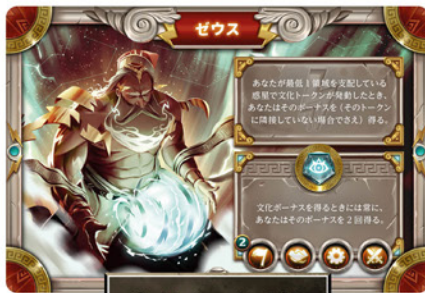 ゼウス
あなたが最低1領域を支配している
惑星で文化トークンが発動したとき、
あなたはそのボーナスを（そのトークン
に隣接していない場合でさえ）得る。
文化ボーナスを得るときには常に、
あなたはそのボーナスを2回得る。
2